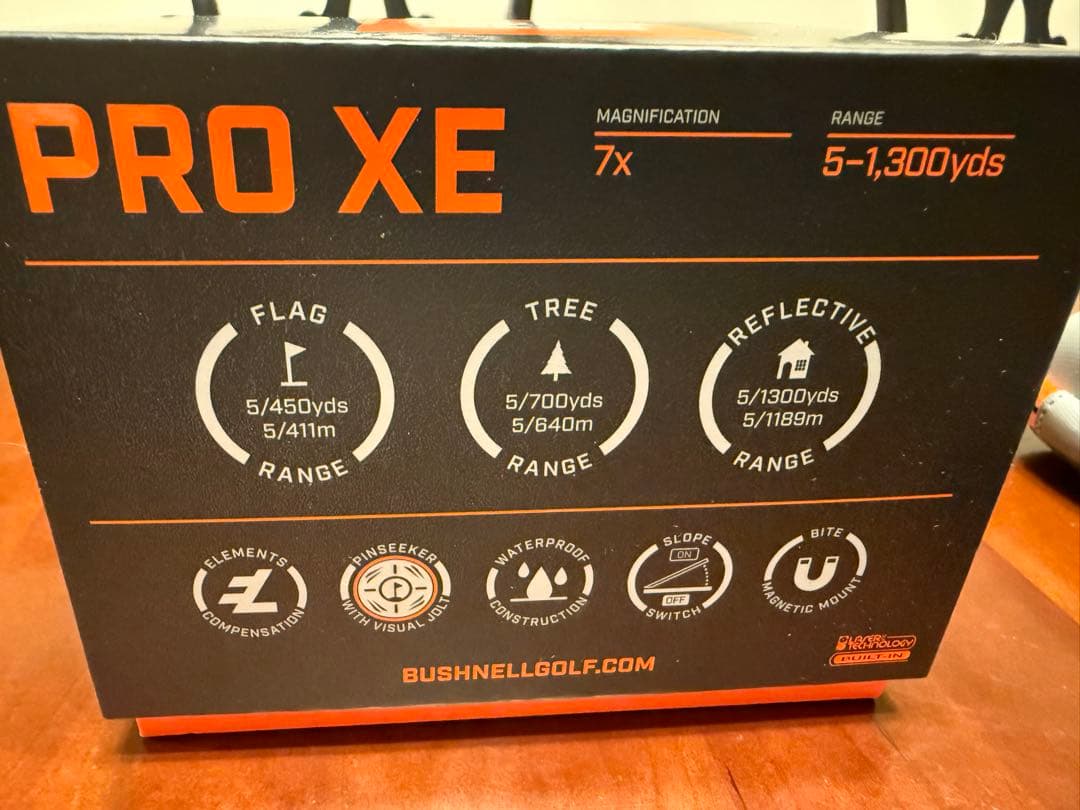 PRO XE
MAGNIFICATION
7x
RANGE
5-1,300yds
FLAG
5/450yds
5/411m
RANGE
TREE
5/700yds
5/640m
RANGE
REFLECTIVE
5/1300yds
5/1189m
RANGE
ELEMENTS
COMPENSATION
PINSEEKER
WITH VISUAL JOLT
WATERPROOF
CONSTRUCTION
SLOPE
ON
OFF
SWITCH
BITE
MAGNETIC MOUNT
LASER
TECHNOLOGY
BUILT-IN
BUSHNELLGOLF.COM